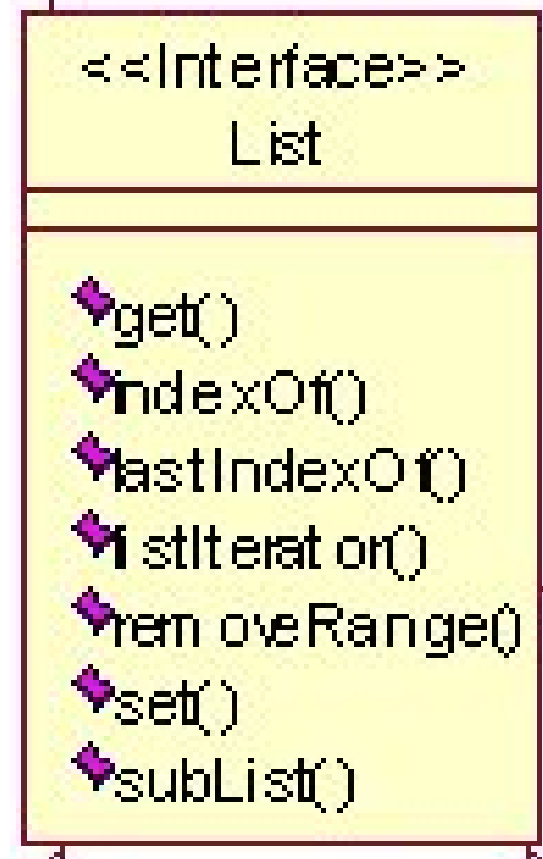 <<Interface>>
List
get()
indexOf()
lastIndexOf()
listIterator()
removeRange()
set()
subList()